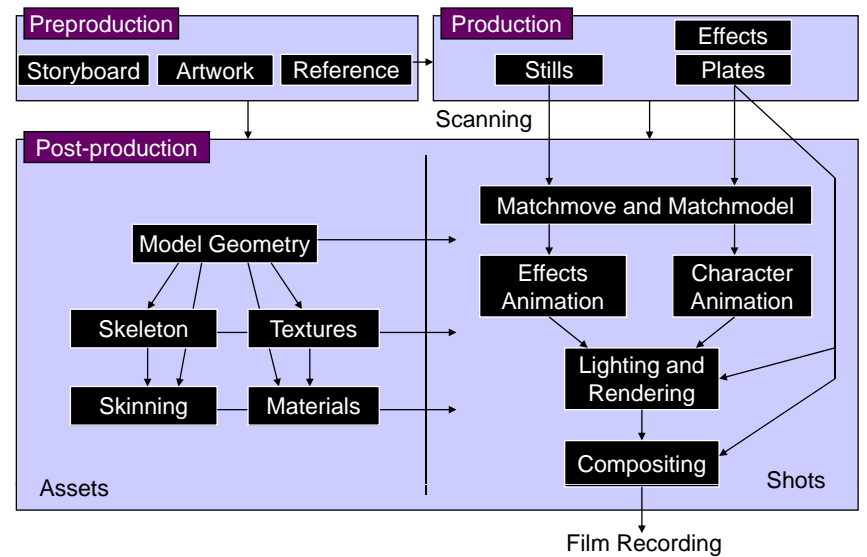 Preproduction
Storyboard
Artwork
Reference
Production
Effects
Stills
Plates
Scanning
Post-production
Matchmove and Matchmodel
Model Geometry
Effects
Animation
Character
Animation
Skeleton
Textures
Lighting and
Rendering
Skinning
Materials
Compositing
Assets
Shots
Film Recording